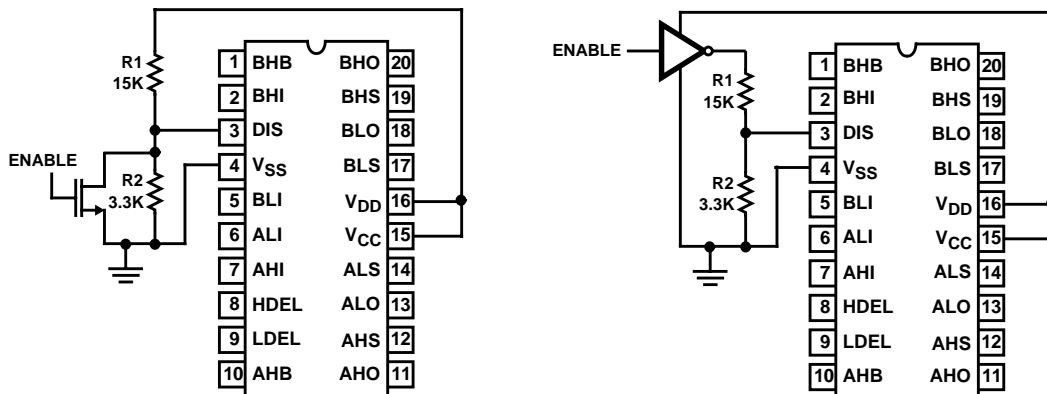 R1
15K
ENABLE
R2
3.3K
1 BHB BHO 20
2 BHI BHS 19
3 DIS BLO 18
4 VSS BLS 17
5 BLI VDD 16
6 ALI VCC 15
7 AHI ALS 14
8 HDEL ALO 13
9 LDEL AHS 12
10 AHB AHO 11
ENABLE
R1
15K
R2
3.3K
1 BHB BHO 20
2 BHI BHS 19
3 DIS BLO 18
4 VSS BLS 17
5 BLI VDD 16
6 ALI VCC 15
7 AHI ALS 14
8 HDEL ALO 13
9 LDEL AHS 12
10 AHB AHO 11